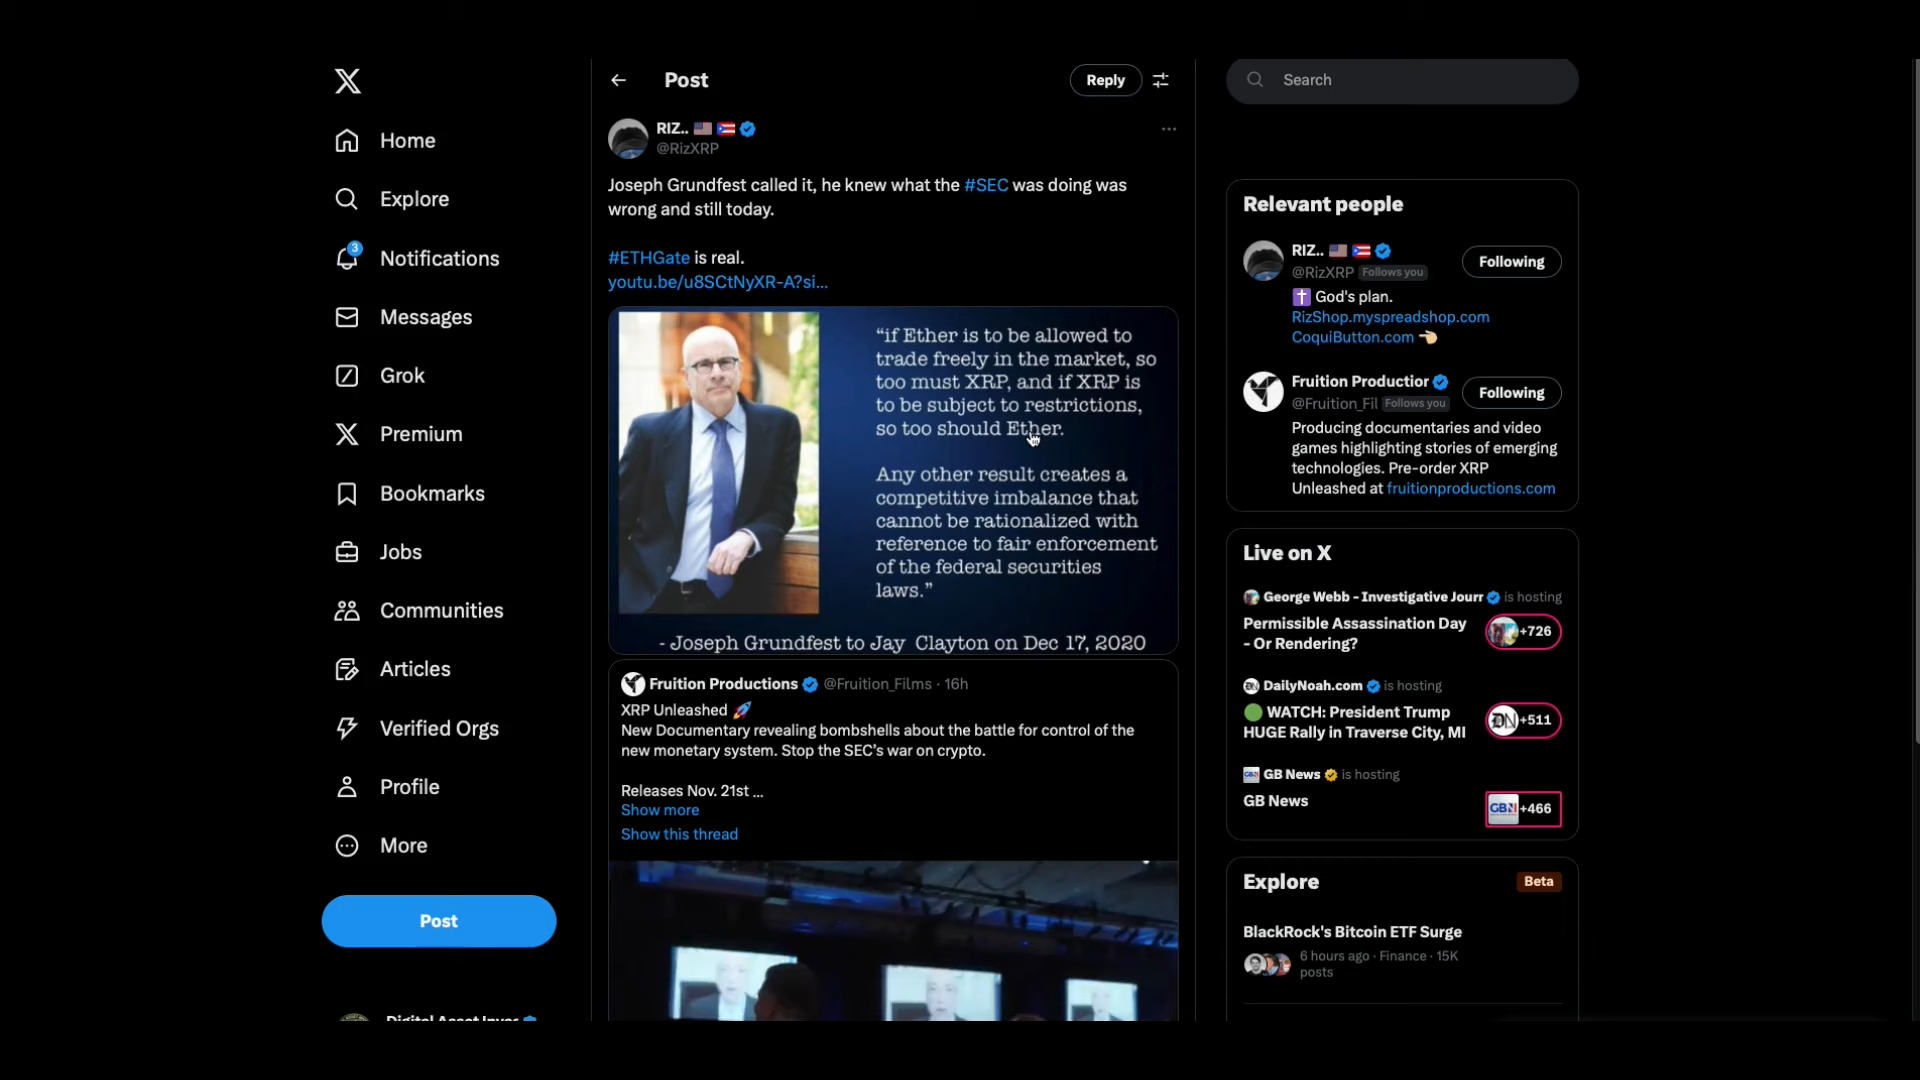 Home
Explore
3
Notifications
Messages
Grok
Premium
Bookmarks
Jobs
Communities
Articles
Verified Orgs
Profile
More
Post
Post
Reply
RIZ..
@RizXRP
Joseph Grundfest called it, he knew what the #SEC was doing was
wrong and still today.
#ETHGate is real.
youtu.be/u8SCtNyXR-A?si...
“if Ether is to be allowed to
trade freely in the market, so
too must XRP, and if XRP is
to be subject to restrictions,
so too should Ether.
Any other result creates a
competitive imbalance that
cannot be rationalized with
reference to fair enforcement
of the federal securities
laws.”
- Joseph Grundfest to Jay Clayton on Dec 17, 2020
Fruition Productions @Fruition_Films · 16h
XRP Unleashed
New Documentary revealing bombshells about the battle for control of the
new monetary system. Stop the SEC’s war on crypto.
Releases Nov. 21st ...
Show more
Show this thread
Search
Relevant people
RIZ..
@RizXRP Follows you
Following
God's plan.
RizShop.myspreadshop.com
CoquiButton.com
Fruition Production
@Fruition_Fil Follows you
Following
Producing documentaries and video
games highlighting stories of emerging
technologies. Pre-order XRP
Unleashed at fruitionproductions.com
Live on X
George Webb - Investigative Jourr is hosting
Permissible Assassination Day
- Or Rendering?
+726
DailyNoah.com is hosting
WATCH: President Trump
HUGE Rally in Traverse City, MI
DN +511
GB News is hosting
GB News
GBN +466
Explore
Beta
BlackRock's Bitcoin ETF Surge
6 hours ago · Finance · 15K
posts